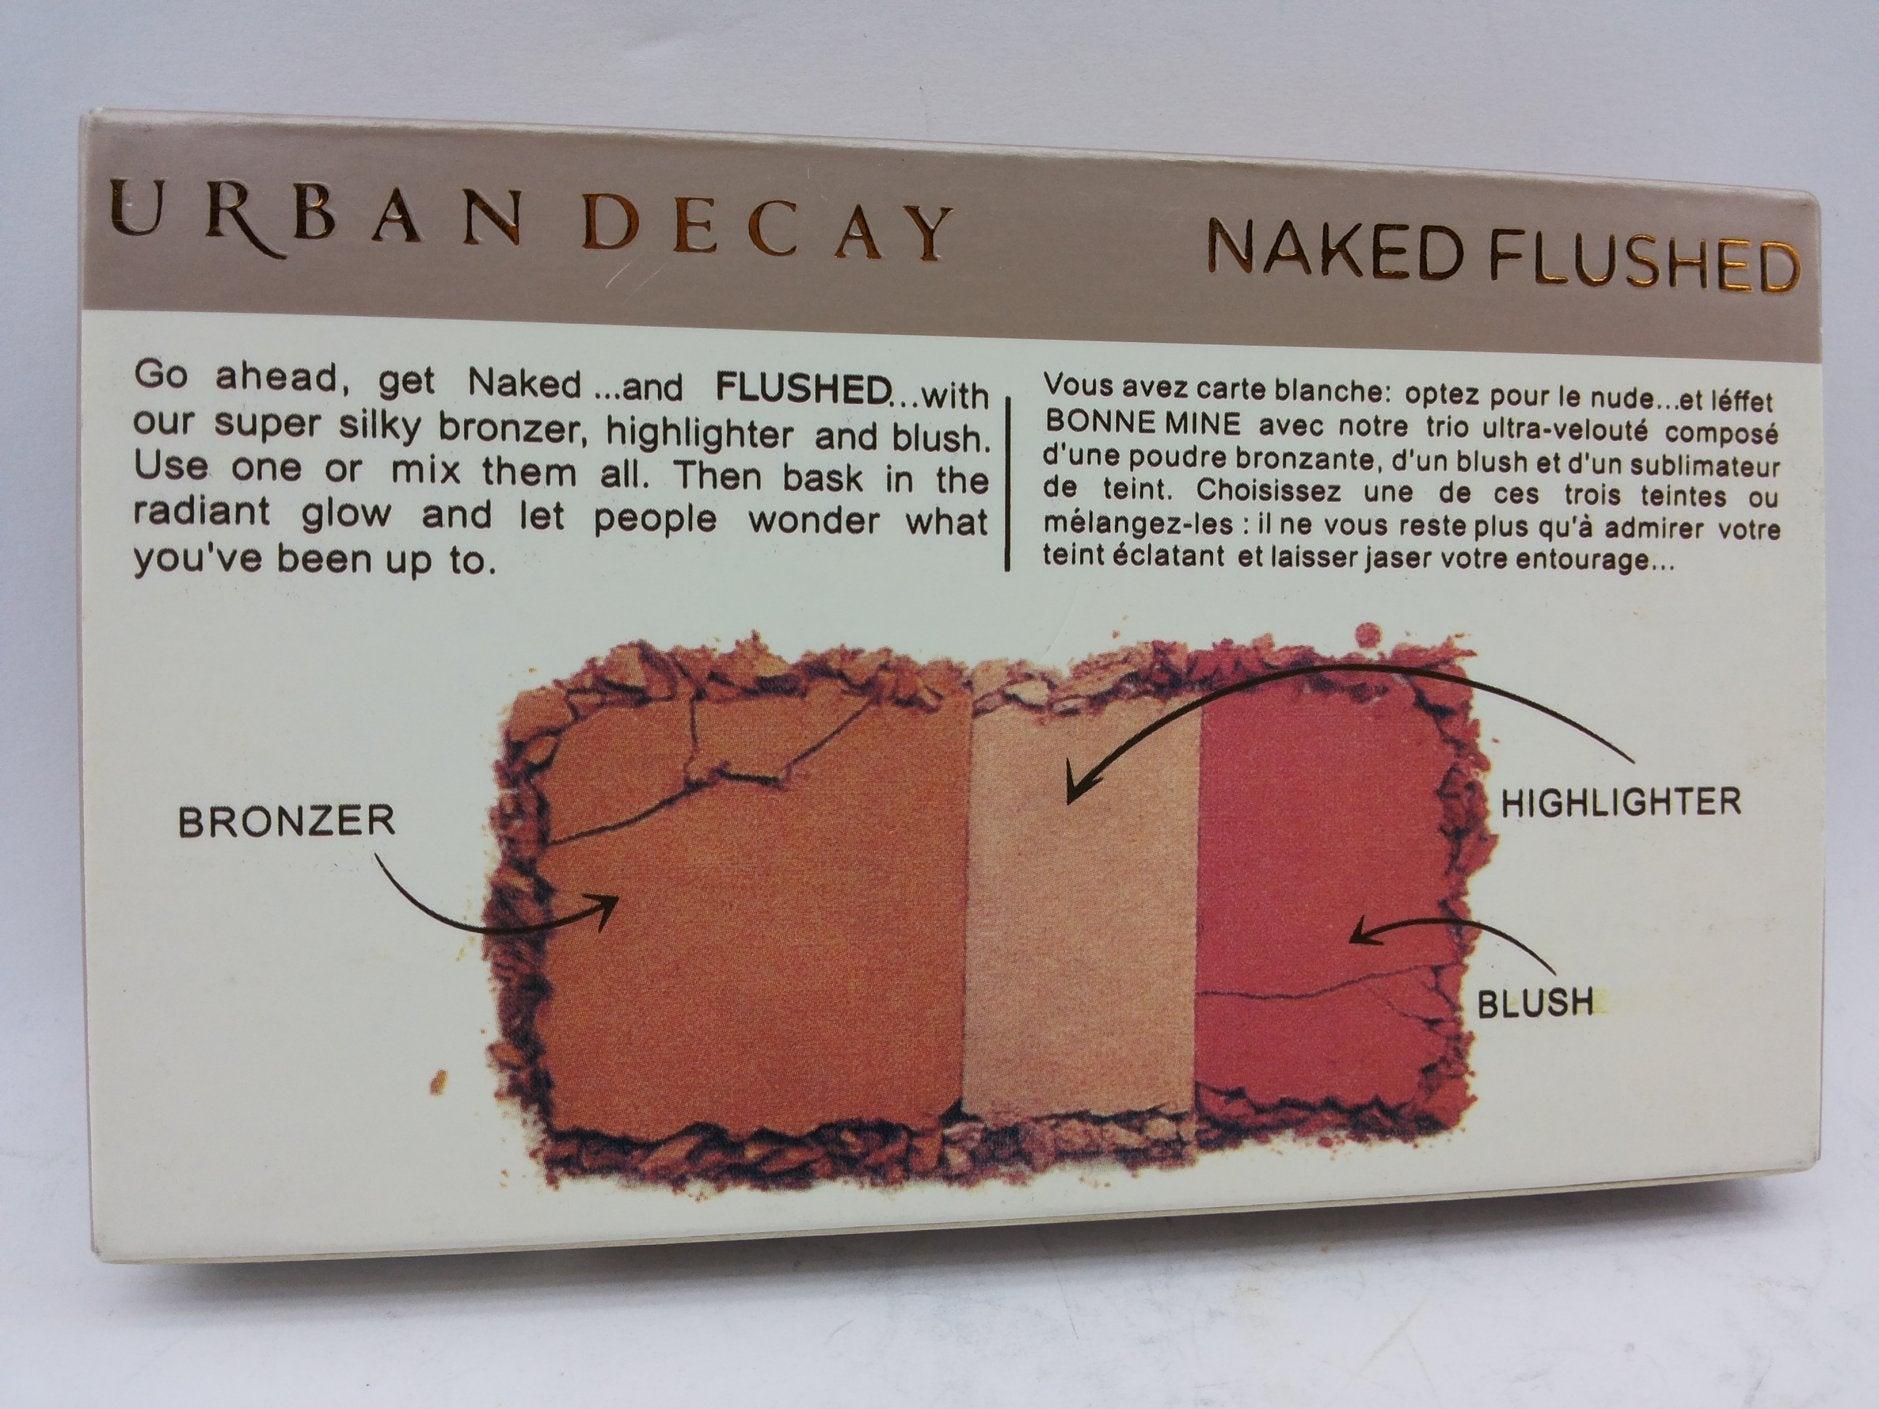 URBAN DECAY
NAKED FLUSHED
Go ahead, get Naked ...and FLUSHED...with
our super silky bronzer, highlighter and blush.
Use one or mix them all. Then bask in the
radiant glow and let people wonder what
you've been up to.
Vous avez carte blanche: optez pour le nude...et léffet
BONNE MINE avec notre trio ultra-velouté composé
d'une poudre bronzante, d'un blush et d'un sublimateur
de teint. Choisissez une de ces trois teintes ou
mélangez-les : il ne vous reste plus qu'à admirer votre
teint éclatant et laisser jaser votre entourage...
BRONZER
HIGHLIGHTER
BLUSH